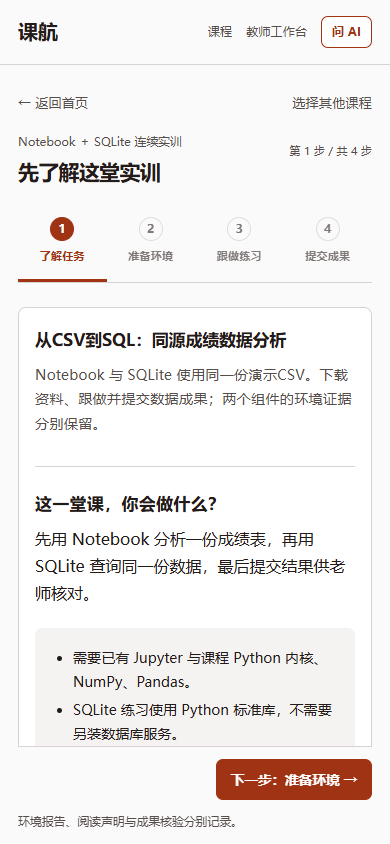 课航
课程 教师工作台 问 AI
← 返回首页 选择其他课程
Notebook + SQLite 连续实训
先了解这堂实训
第 1 步 / 共 4 步
1 2 3 4
了解任务 准备环境 跟做练习 提交成果
从CSV到SQL：同源成绩数据分析
Notebook 与 SQLite 使用同一份演示CSV。下载
资料、跟做并提交数据成果；两个组件的环境证据
分别保留。
这一堂课，你会做什么？
先用 Notebook 分析一份成绩表，再用
SQLite 查询同一份数据，最后提交结果供老
师核对。
• 需要已有 Jupyter 与课程 Python 内核、
NumPy、Pandas。
• SQLite 练习使用 Python 标准库，不需要
另装数据库服务。
下一步：准备环境 →
环境报告、阅读声明与成果核验分别记录。